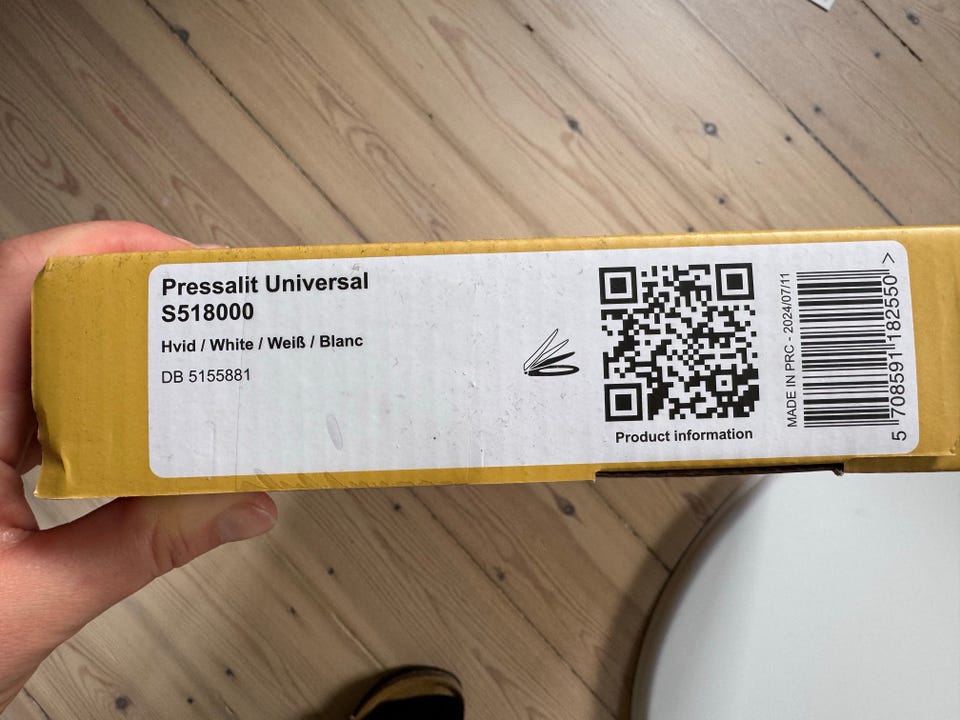 Pressalit Universal
S518000
Hvid / White / Weiß / Blanc
DB 5155881
Product information
MADE IN PRC - 2024/07/11
5 708591 182550 >